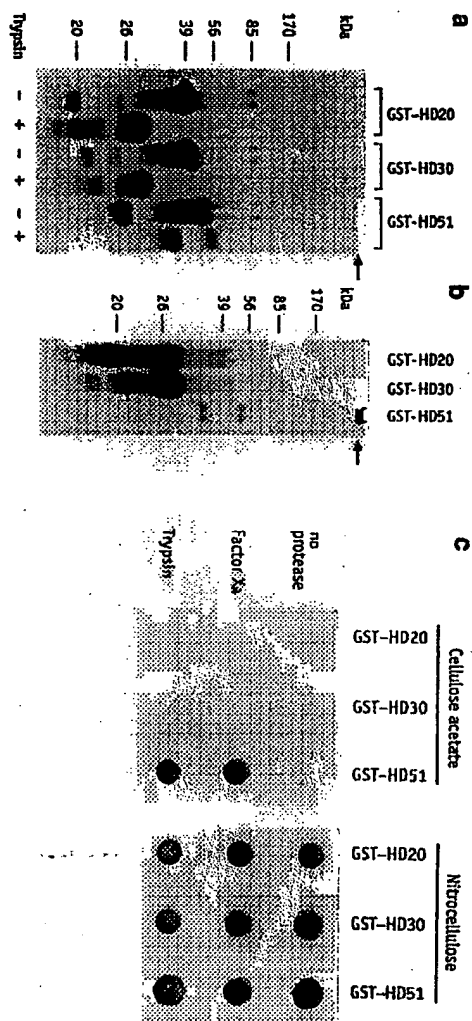 a
GST-HD20
GST-HD30
GST-HD51
kDa
170
85
56
39
26
20
Trypsin
- + - + - +
b
GST-HD20
GST-HD30
GST-HD51
kDa
170
85
56
39
26
20
c
Cellulose acetate
Nitrocellulose
GST-HD20
GST-HD30
GST-HD51
GST-HD20
GST-HD30
GST-HD51
no
protease
Factor Xa
Trypsin